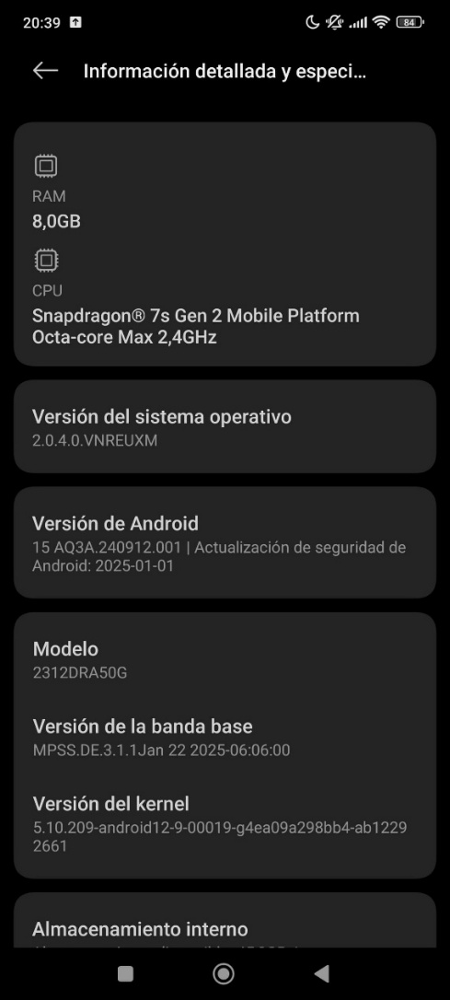 20:39
84
Información detallada y especi...
RAM
8,0GB
CPU
Snapdragon® 7s Gen 2 Mobile Platform
Octa-core Max 2,4GHz
Versión del sistema operativo
2.0.4.0.VNREUXM
Versión de Android
15 AQ3A.240912.001 | Actualización de seguridad de
Android: 2025-01-01
Modelo
2312DRA50G
Versión de la banda base
MPSS.DE.3.1.1Jan 22 2025-06:06:00
Versión del kernel
5.10.209-android12-9-00019-g4ea09a298bb4-ab1229
2661
Almacenamiento interno